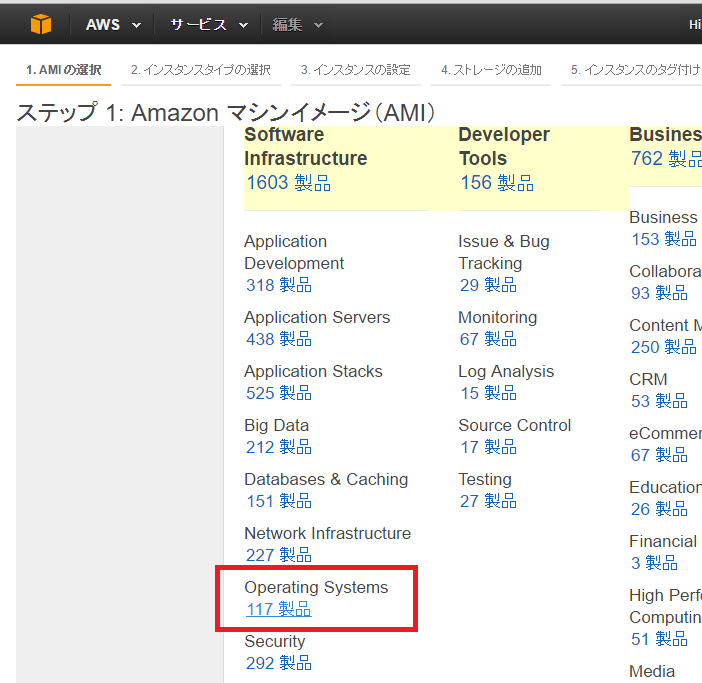 AWS サービス 編集 Hi
1. AMI の選択 2. インスタンスタイプの選択 3. インスタンスの設定 4. ストレージの追加 5. インスタンスのタグ付け
ステップ 1: Amazon マシンイメージ（AMI）
Software
Infrastructure
1603 製品
Application
Development
318 製品
Application Servers
438 製品
Application Stacks
525 製品
Big Data
212 製品
Databases & Caching
151 製品
Network Infrastructure
227 製品
Operating Systems
117 製品
Security
292 製品
Developer
Tools
156 製品
Issue & Bug
Tracking
29 製品
Monitoring
67 製品
Log Analysis
15 製品
Source Control
17 製品
Testing
27 製品
Busines
762 製品
Business
153 製品
Collabora
93 製品
Content M
250 製品
CRM
53 製品
eCommer
67 製品
Education
26 製品
Financial
3 製品
High Perf
Computin
51 製品
Media